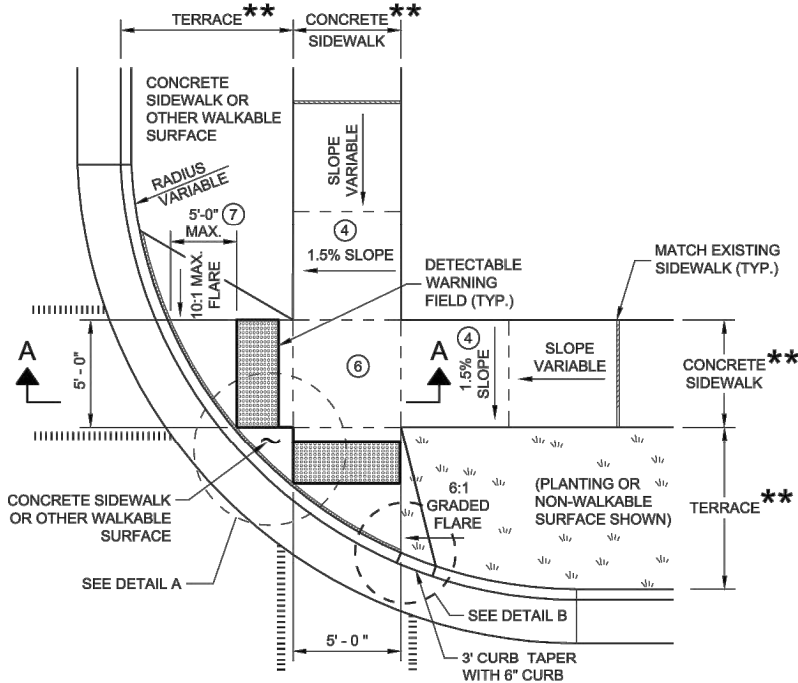 TERRACE**
CONCRETE**
SIDEWALK
CONCRETE
SIDEWALK OR
OTHER WALKABLE
SURFACE
RADIUS
VARIABLE
SLOPE
VARIABLE
5'-0" 7
MAX.
4
1.5% SLOPE
10:1 MAX.
FLARE
DETECTABLE
WARNING
FIELD (TYP.)
MATCH EXISTING
SIDEWALK (TYP.)
A
5' - 0"
6
A
4
1.5%
SLOPE
SLOPE
VARIABLE
CONCRETE**
SIDEWALK
CONCRETE SIDEWALK
OR OTHER WALKABLE
SURFACE
6:1
GRADED
FLARE
(PLANTING OR
NON-WALKABLE
SURFACE SHOWN)
TERRACE**
SEE DETAIL A
SEE DETAIL B
5' - 0"
3' CURB TAPER
WITH 6" CURB